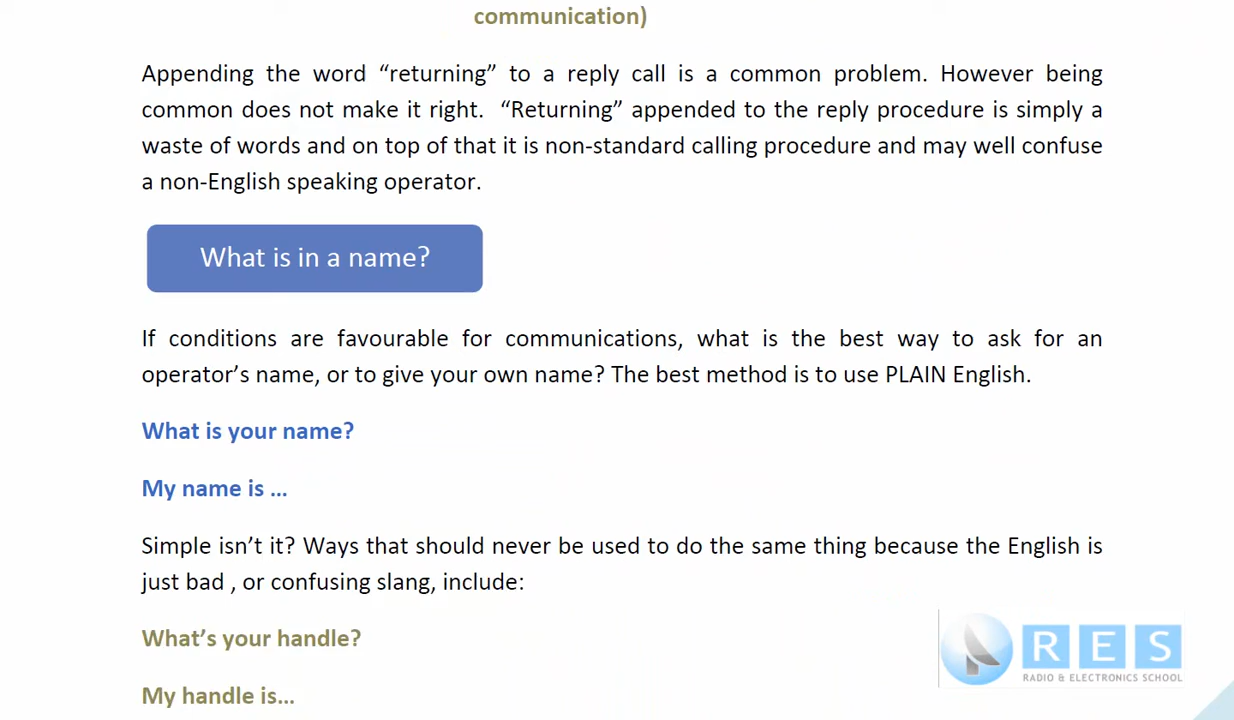 communication)
Appending the word “returning” to a reply call is a common problem. However being
common does not make it right.  “Returning” appended to the reply procedure is simply a
waste of words and on top of that it is non-standard calling procedure and may well confuse
a non-English speaking operator.
What is in a name?
If conditions are favourable for communications, what is the best way to ask for an
operator’s name, or to give your own name? The best method is to use PLAIN English.
What is your name?
My name is …
Simple isn’t it? Ways that should never be used to do the same thing because the English is
just bad , or confusing slang, include:
What’s your handle?
My handle is…
RES
RADIO & ELECTRONICS SCHOOL